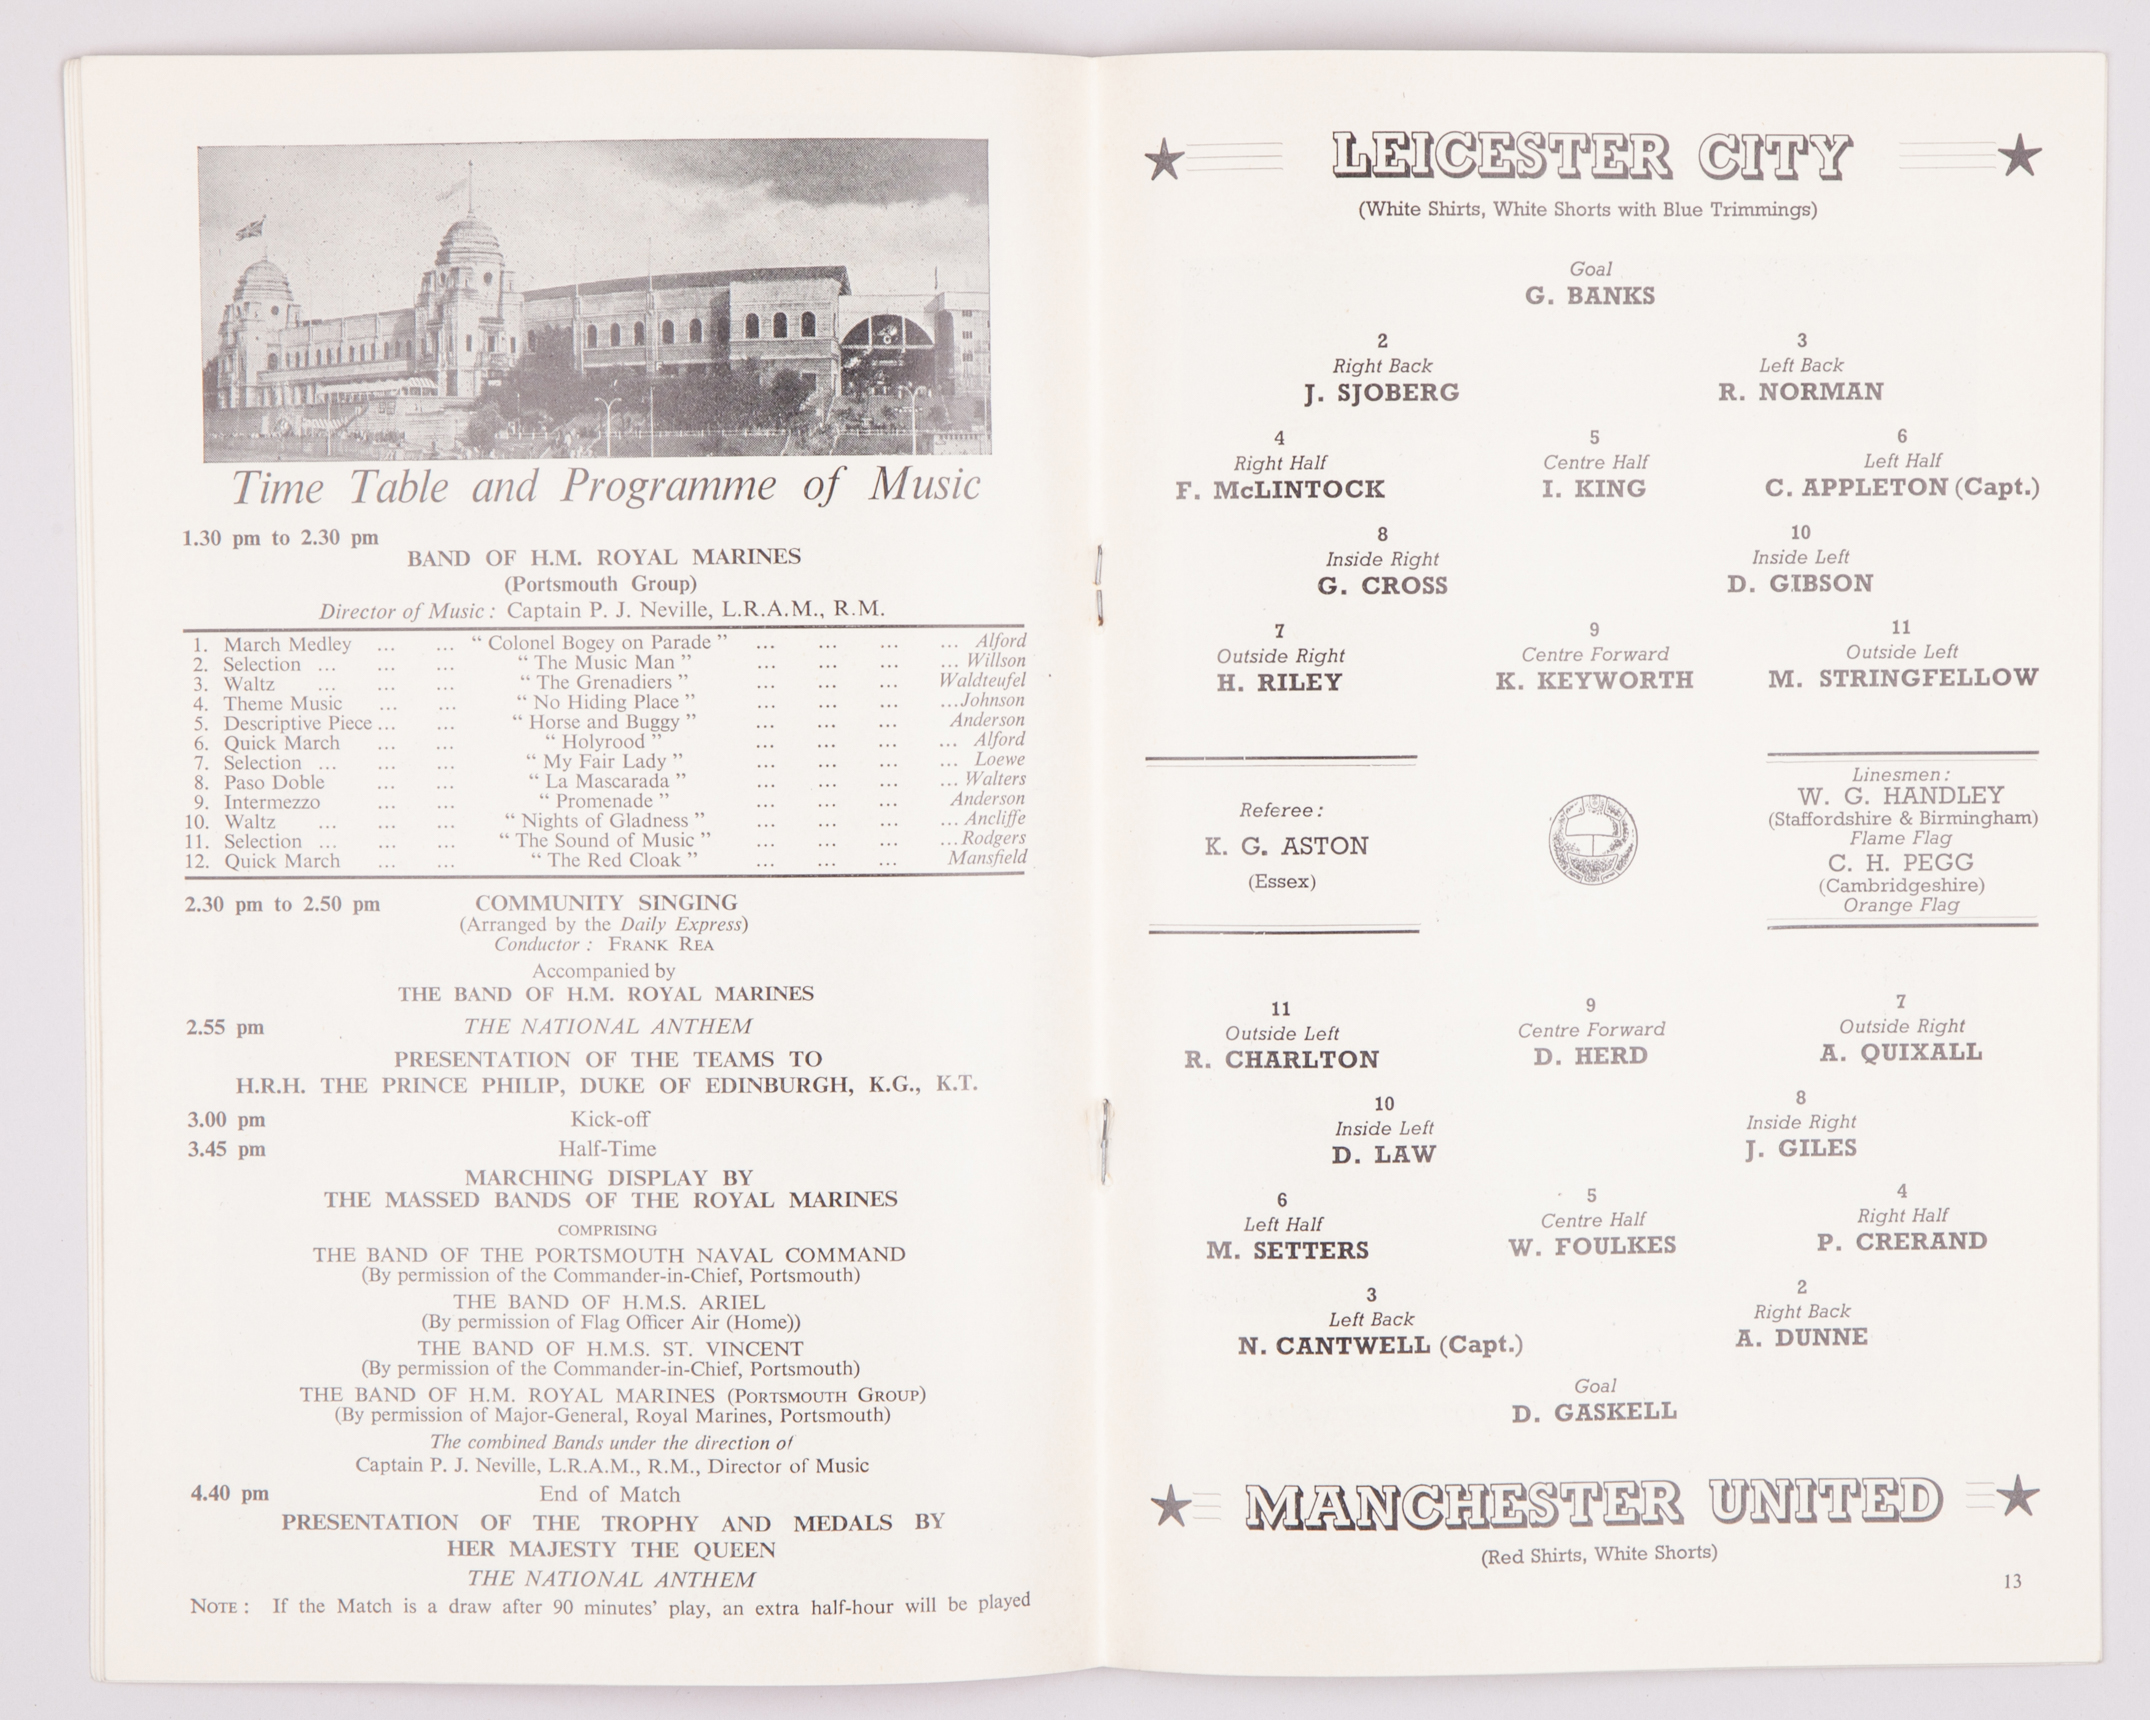 Time Table and Programme of Music
1.30 pm to 2.30 pm
BAND OF H.M. ROYAL MARINES
(Portsmouth Group)
Director of Music : Captain P. J. Neville, L.R.A.M., R.M.
1. March Medley ... ... “ Colonel Bogey on Parade ” ... ... ... ... Alford
2. Selection ... ... ... “ The Music Man ” ... ... ... ... Willson
3. Waltz ... ... ... “ The Grenadiers ” ... ... ... Waldteufel
4. Theme Music ... ... “ No Hiding Place ” ... ... ... ... Johnson
5. Descriptive Piece ... ... “ Horse and Buggy ” ... ... ... Anderson
6. Quick March ... ... “ Holyrood ” ... ... ... ... Alford
7. Selection ... ... ... “ My Fair Lady ” ... ... ... ... Loewe
8. Paso Doble ... ... “ La Mascarada ” ... ... ... ... Walters
9. Intermezzo ... ... “ Promenade ” ... ... ... Anderson
10. Waltz ... ... ... “ Nights of Gladness ” ... ... ... ... Ancliffe
11. Selection ... ... ... “ The Sound of Music ” ... ... ... ... Rodgers
12. Quick March ... ... “ The Red Cloak ” ... ... ... Mansfield
2.30 pm to 2.50 pm COMMUNITY SINGING
(Arranged by the Daily Express)
Conductor : FRANK REA
Accompanied by
THE BAND OF H.M. ROYAL MARINES
2.55 pm THE NATIONAL ANTHEM
PRESENTATION OF THE TEAMS TO
H.R.H. THE PRINCE PHILIP, DUKE OF EDINBURGH, K.G., K.T.
3.00 pm Kick-off
3.45 pm Half-Time
MARCHING DISPLAY BY
THE MASSED BANDS OF THE ROYAL MARINES
COMPRISING
THE BAND OF THE PORTSMOUTH NAVAL COMMAND
(By permission of the Commander-in-Chief, Portsmouth)
THE BAND OF H.M.S. ARIEL
(By permission of Flag Officer Air (Home))
THE BAND OF H.M.S. ST. VINCENT
(By permission of the Commander-in-Chief, Portsmouth)
THE BAND OF H.M. ROYAL MARINES (PORTSMOUTH GROUP)
(By permission of Major-General, Royal Marines, Portsmouth)
The combined Bands under the direction of
Captain P. J. Neville, L.R.A.M., R.M., Director of Music
4.40 pm End of Match
PRESENTATION OF THE TROPHY AND MEDALS BY
HER MAJESTY THE QUEEN
THE NATIONAL ANTHEM
NOTE : If the Match is a draw after 90 minutes’ play, an extra half-hour will be played
LEICESTER CITY
(White Shirts, White Shorts with Blue Trimmings)
Goal
G. BANKS
2 3
Right Back Left Back
J. SJOBERG R. NORMAN
4 5 6
Right Half Centre Half Left Half
F. McLINTOCK I. KING C. APPLETON (Capt.)
8 10
Inside Right Inside Left
G. CROSS D. GIBSON
7 9 11
Outside Right Centre Forward Outside Left
H. RILEY K. KEYWORTH M. STRINGFELLOW
Referee :
K. G. ASTON
(Essex)
Linesmen :
W. G. HANDLEY
(Staffordshire & Birmingham)
Flame Flag
C. H. PEGG
(Cambridgeshire)
Orange Flag
11 9 7
Outside Left Centre Forward Outside Right
R. CHARLTON D. HERD A. QUIXALL
10 8
Inside Left Inside Right
D. LAW J. GILES
6 5 4
Left Half Centre Half Right Half
M. SETTERS W. FOULKES P. CRERAND
3 2
Left Back Right Back
N. CANTWELL (Capt.) A. DUNNE
Goal
D. GASKELL
MANCHESTER UNITED
(Red Shirts, White Shorts)
13